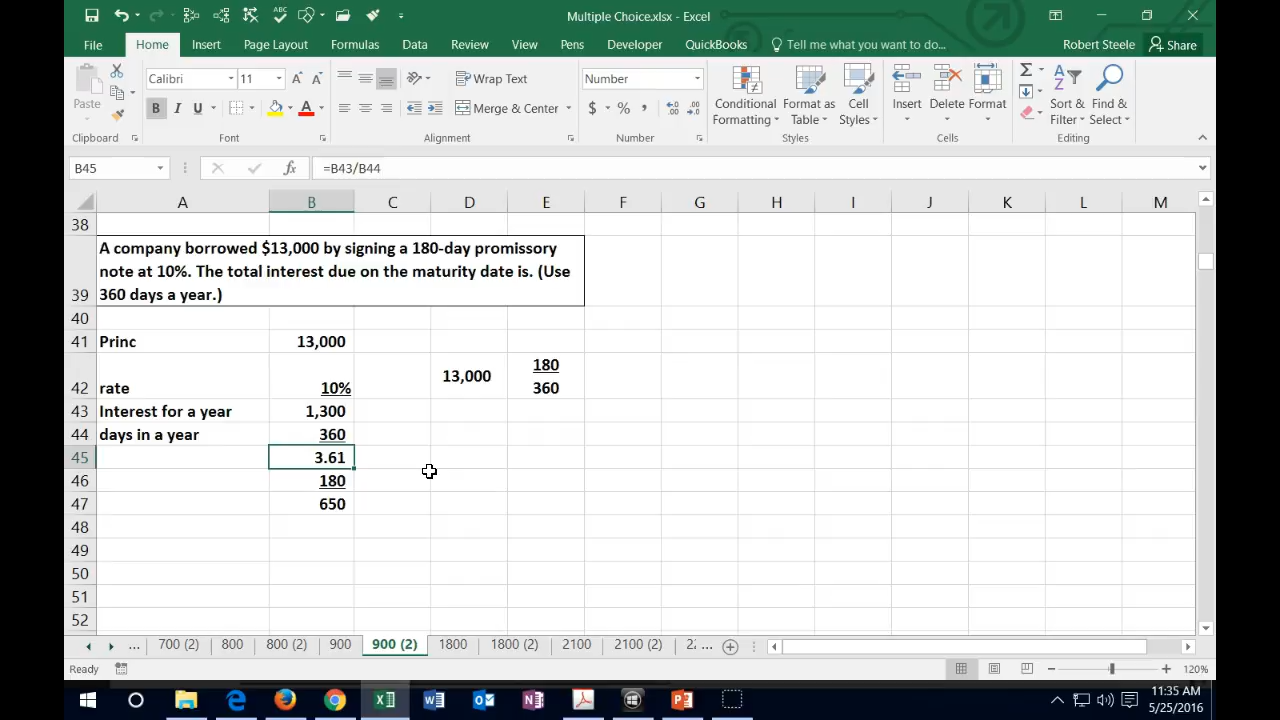 Multiple Choice.xlsx - Excel
File Home Insert Page Layout Formulas Data Review View Pens Developer QuickBooks Tell me what you want to do... Robert Steele Share
Paste Calibri 11 A A Wrap Text Number Conditional Formatting Format as Table Cell Styles Insert Delete Format Sort & Filter Find & Select
B I U A Merge & Center $ % ,
Clipboard Font Alignment Number Styles Cells Editing
B45 fx =B43/B44
A B C D E F G H I J K L M
38
39 A company borrowed $13,000 by signing a 180-day promissory
note at 10%. The total interest due on the maturity date is. (Use
360 days a year.)
40
41 Princ 13,000
42 rate 10% 13,000 180
360
43 Interest for a year 1,300
44 days in a year 360
45 3.61
46 180
47 650
48
49
50
51
52
... 700 (2) 800 800 (2) 900 900 (2) 1800 1800 (2) 2100 2100 (2) 2: ...
Ready 120%
11:35 AM
5/25/2016